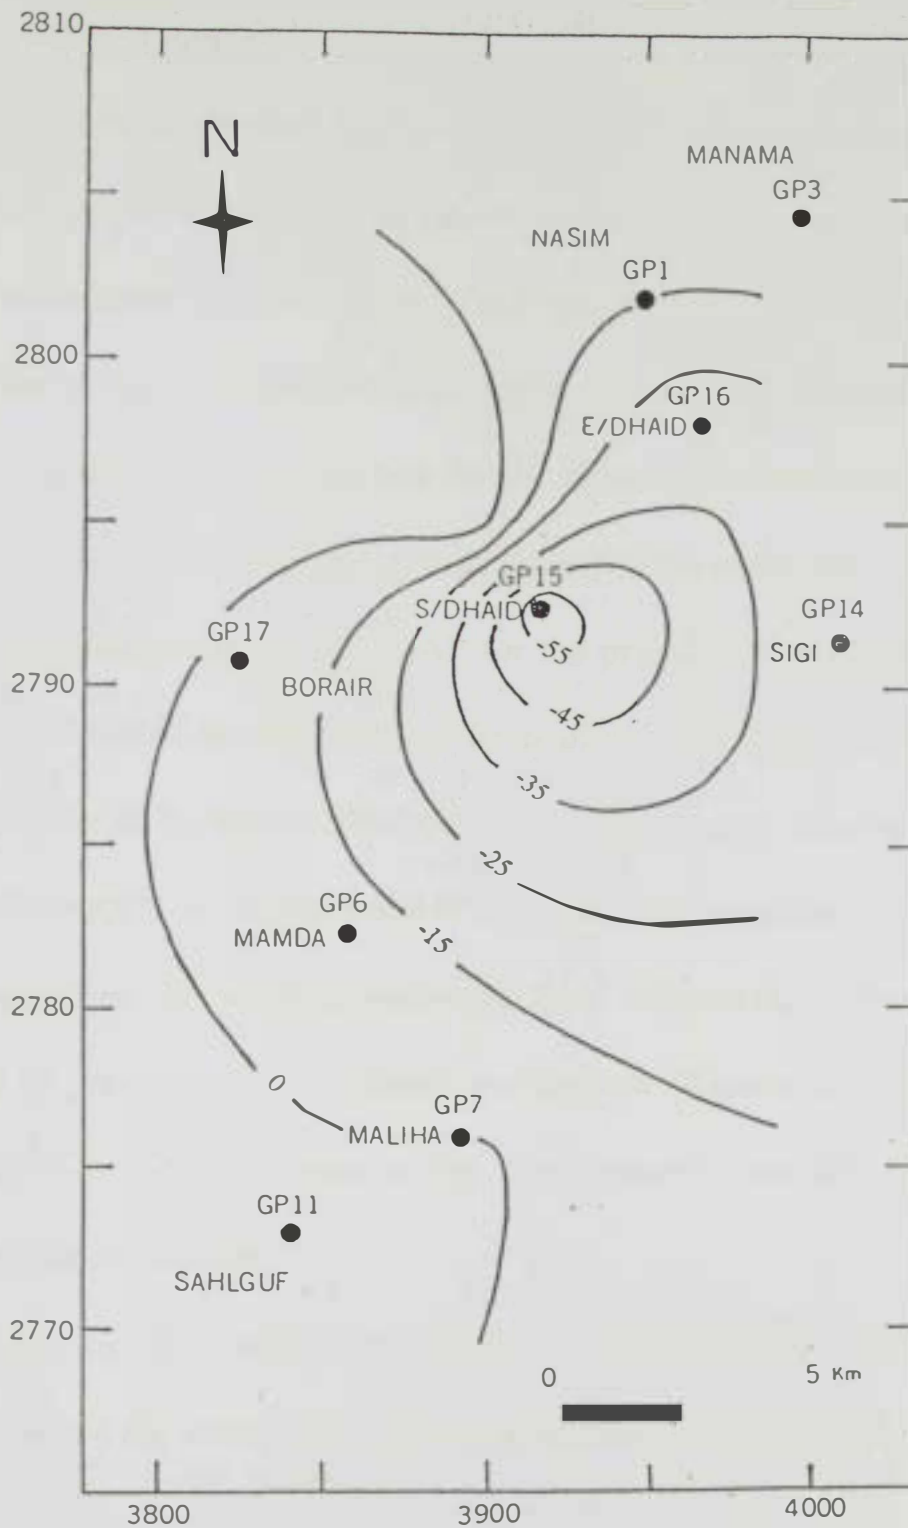 2810
N
MANAMA
GP3
NASIM
GP1
2800
GP16
E/DHAID
GP15
S/DHAID
GP14
GP17
SIGI
-55
2790
BORAIR
-45
-35
-25
GP6
MAMDA
-15
2780
0
GP7
MALIHA
GP11
SAHLGUF
2770
0 5 Km
3800 3900 4000